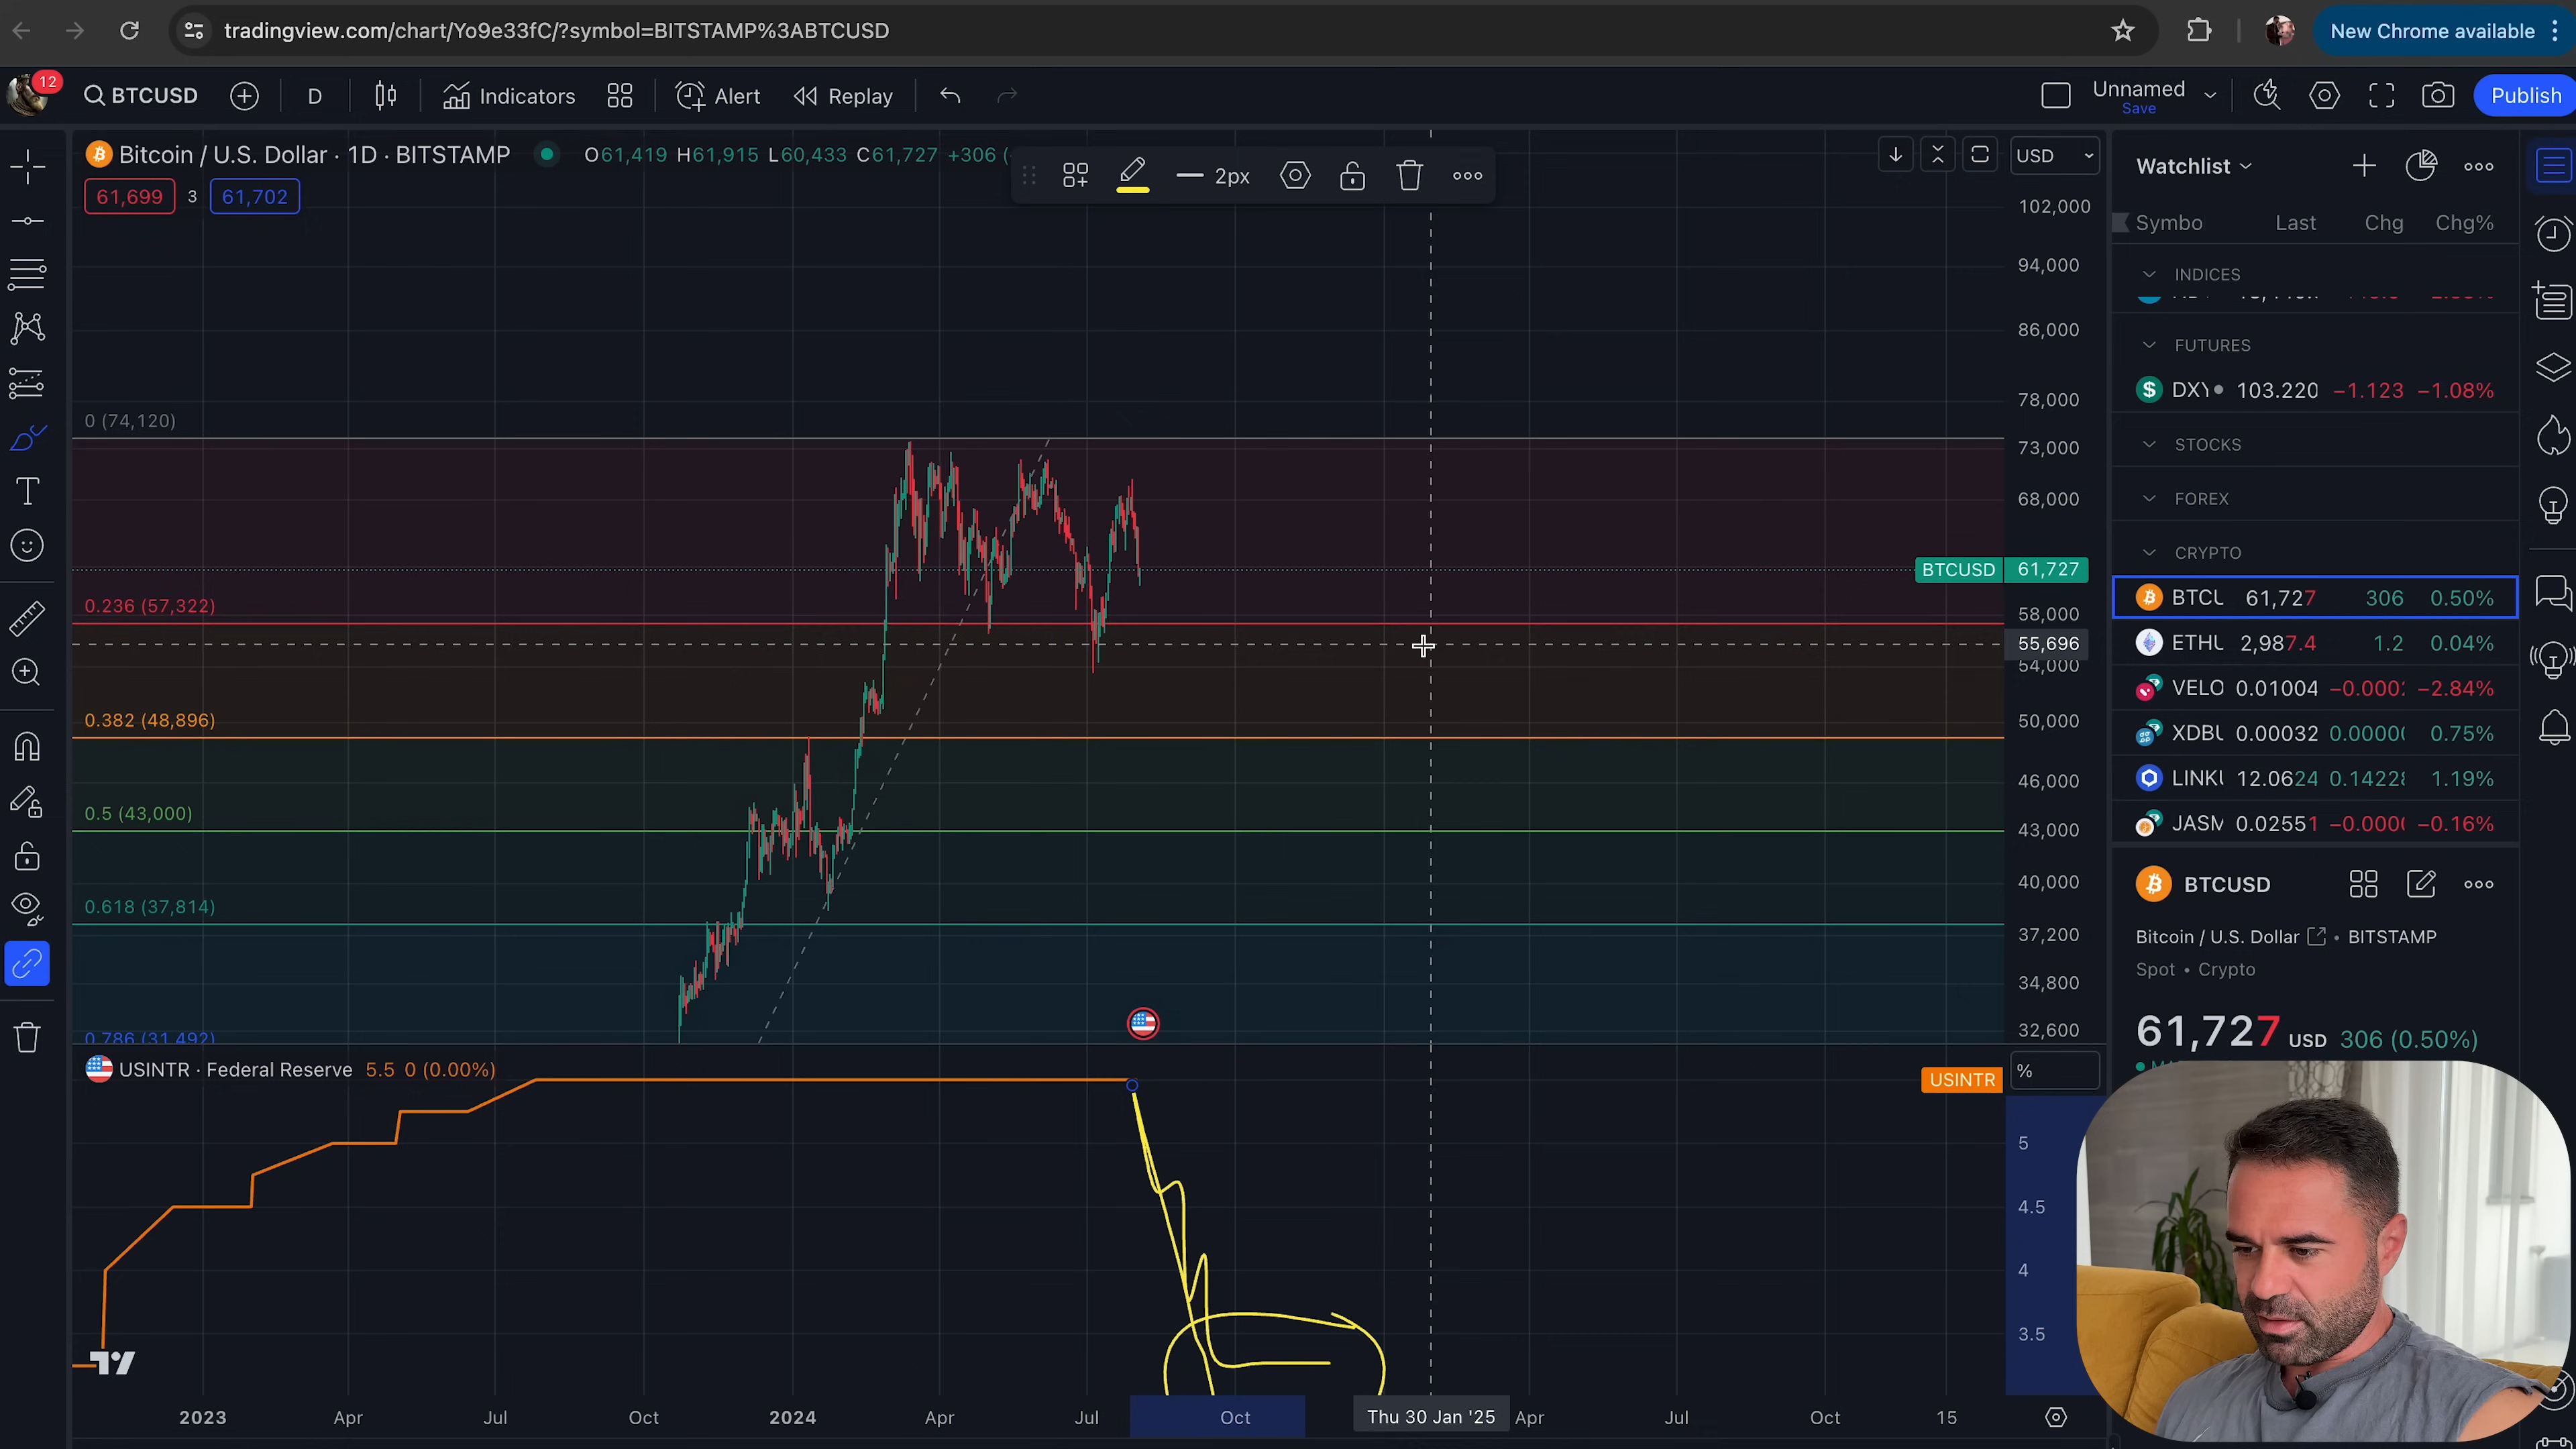 tradingview.com/chart/Yo9e33fC/?symbol=BITSTAMP%3ABTCUSD
New Chrome available
12
BTCUSD
D
Indicators
Alert
Replay
Unnamed
Save
Publish
Bitcoin / U.S. Dollar · 1D · BITSTAMP
O61,419 H61,915 L60,433 C61,727 +306 (
61,699 3 61,702
2px
USD
102,000
94,000
86,000
78,000
73,000
68,000
BTCUSD 61,727
58,000
55,696
54,000
50,000
46,000
43,000
40,000
37,200
34,800
32,600
0 (74,120)
0.236 (57,322)
0.382 (48,896)
0.5 (43,000)
0.618 (37,814)
0.786 (31,492)
USINTR · Federal Reserve 5.5 0 (0.00%)
USINTR
%
5
4.5
4
3.5
2023 Apr Jul Oct 2024 Apr Jul Oct Thu 30 Jan '25 Apr Jul Oct 15
Watchlist
Symbo Last Chg Chg%
INDICES
FUTURES
DXY 103.220 −1.123 −1.08%
STOCKS
FOREX
CRYPTO
BTCU 61,727 306 0.50%
ETHU 2,987.4 1.2 0.04%
VELO 0.01004 −0.000 −2.84%
XDBU 0.00032 0.0000 0.75%
LINKU 12.0624 0.1422 1.19%
JASM 0.02551 −0.000 −0.16%
BTCUSD
Bitcoin / U.S. Dollar • BITSTAMP
Spot • Crypto
61,727 USD 306 (0.50%)